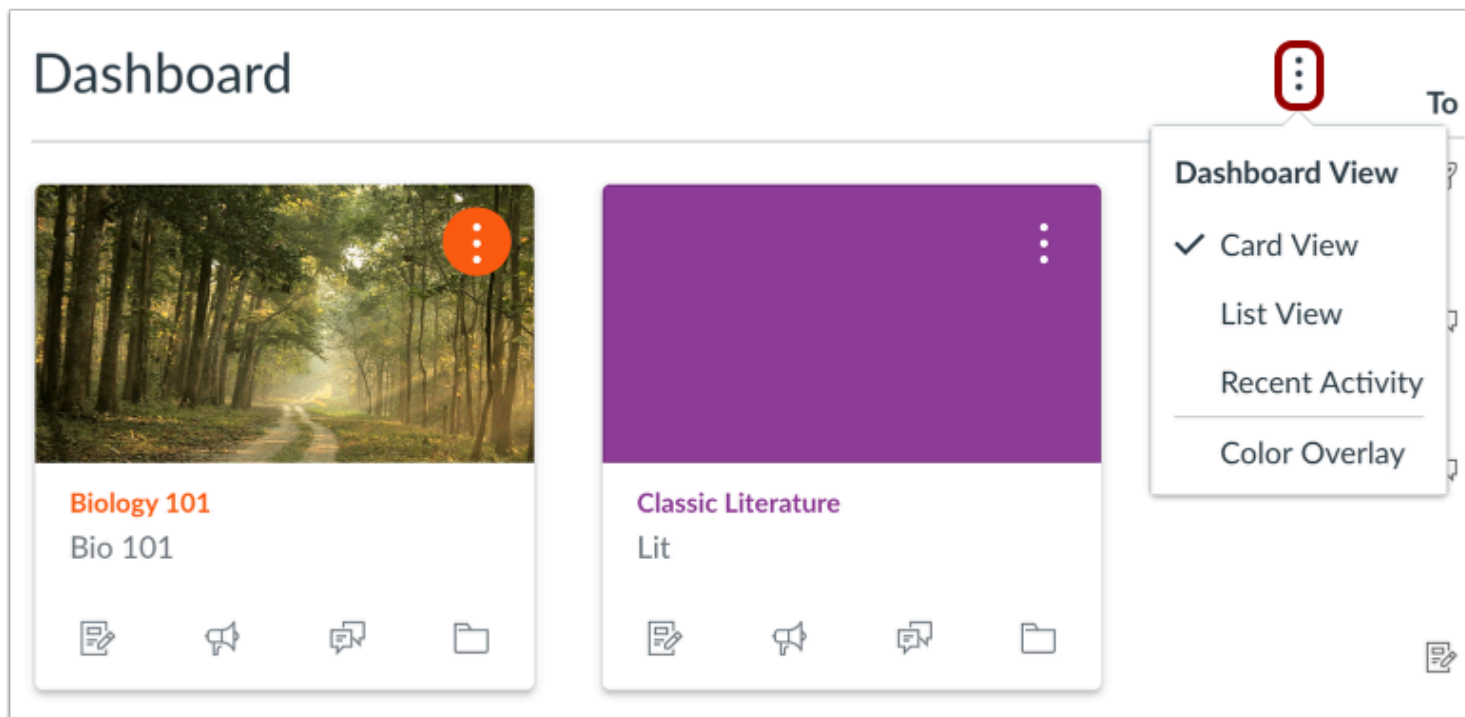 Dashboard
To
Dashboard View
Card View
List View
Recent Activity
Color Overlay
Biology 101
Bio 101
Classic Literature
Lit